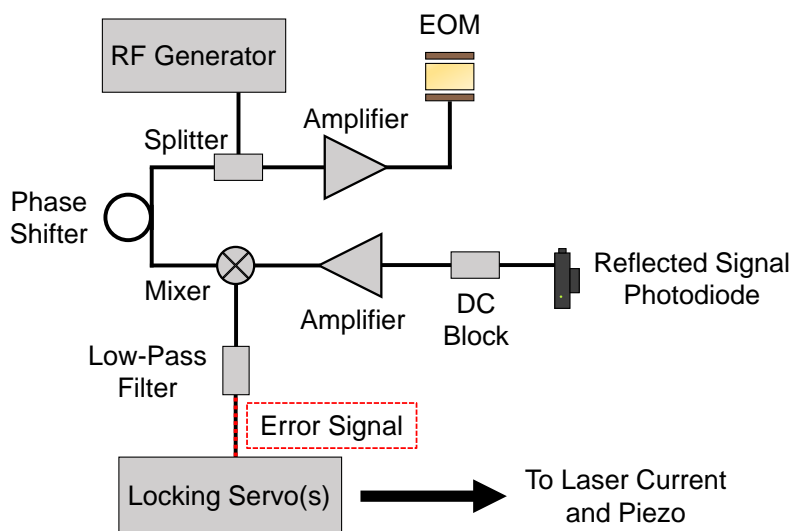 EOM
RF Generator
Amplifier
Splitter
Phase
Shifter
Mixer
Amplifier
DC
Block
Reflected Signal
Photodiode
Low-Pass
Filter
Error Signal
Locking Servo(s)
To Laser Current
and Piezo